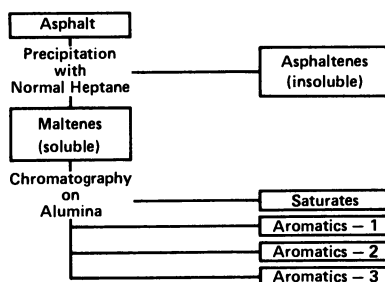 Asphalt
Precipitation
with
Normal Heptane
Asphaltenes
(insoluble)
Maltenes
(soluble)
Chromatography
on
Alumina
Saturates
Aromatics – 1
Aromatics – 2
Aromatics – 3